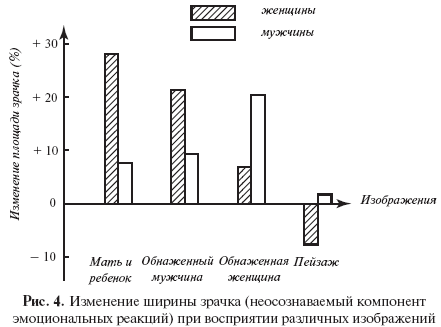 женщины
мужчины
Изменение площади зрачка (%)
+ 30
+ 20
+ 10
0
– 10
Изображения
Мать и
ребенок
Обнаженный
мужчина
Обнаженная
женщина
Пейзаж
Рис. 4. Изменение ширины зрачка (неосознаваемый компонент
эмоциональных реакций) при восприятии различных изображений